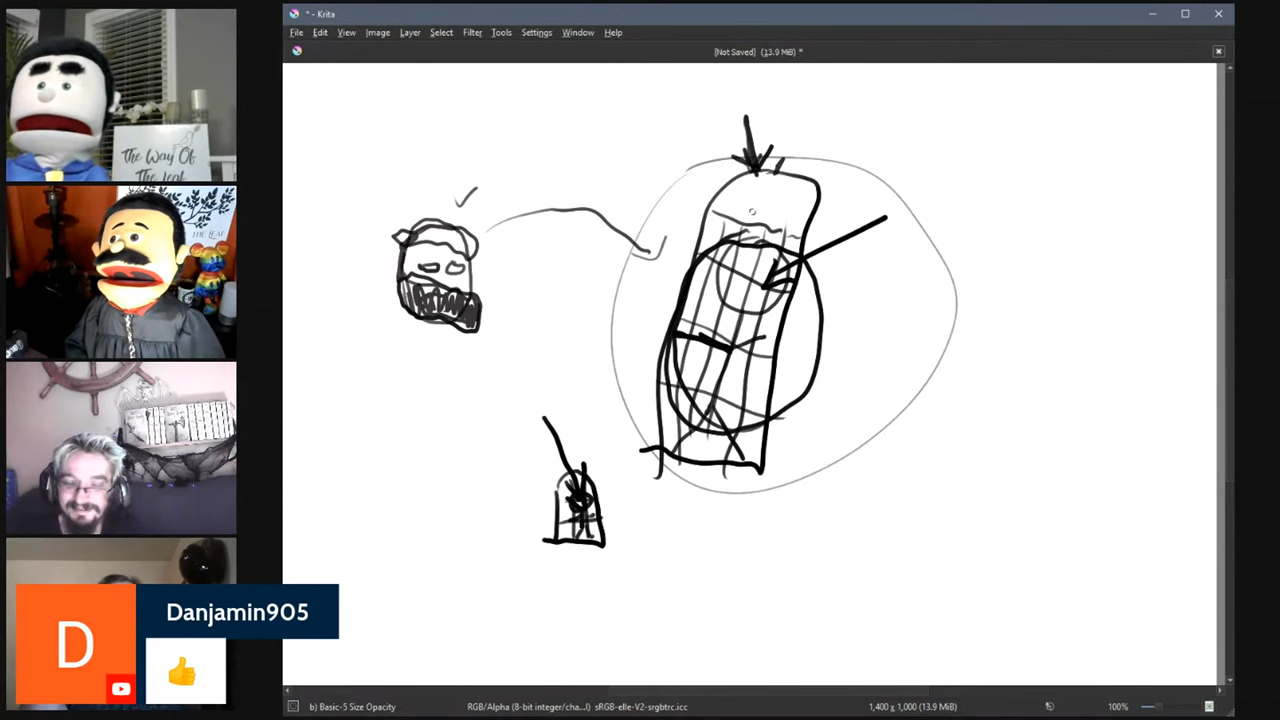 * - Krita
File Edit View Image Layer Select Filter Tools Settings Window Help
[Not Saved] (13.9 MiB) *
The Way Of
The Leaf
Danjamin905
D
b) Basic-5 Size Opacity
RGB/Alpha (8-bit integer/cha...l) sRGB-elle-V2-srgbtrc.icc
1,400 x 1,000 (13.9 MiB)
100%